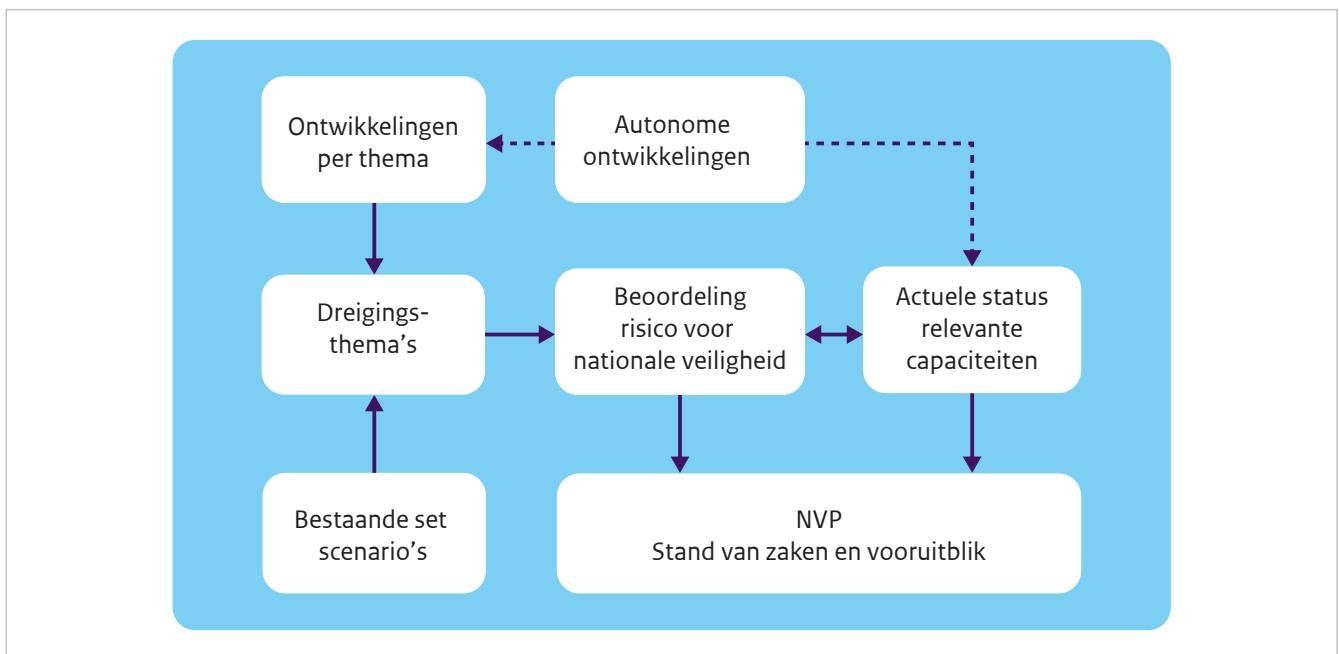 Ontwikkelingen
per thema
Autonome
ontwikkelingen
Dreigings-
thema’s
Beoordeling
risico voor
nationale veiligheid
Actuele status
relevante
capaciteiten
Bestaande set
scenario’s
NVP
Stand van zaken en vooruitblik